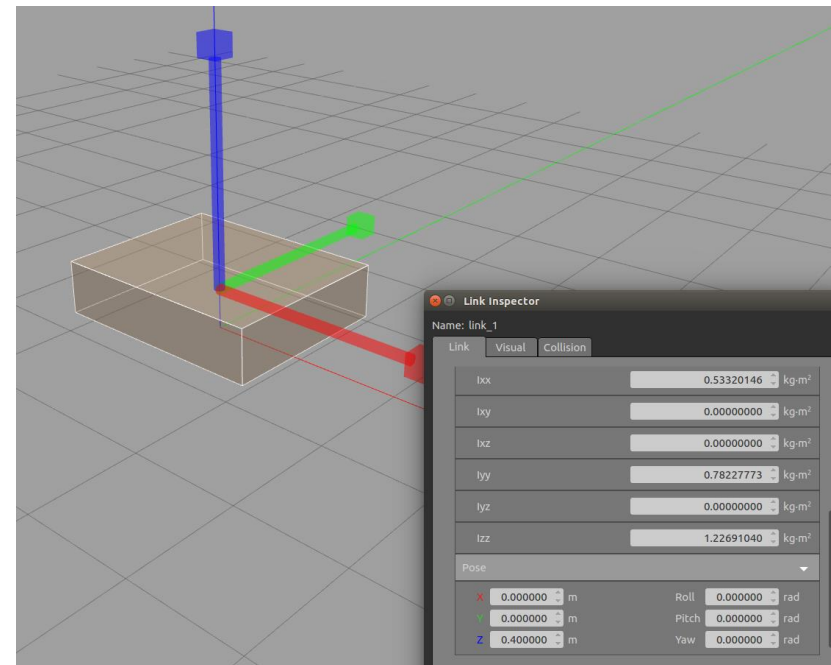 Link Inspector
Name: link_1
Link Visual Collision
Ixx 0.53320146 kg·m²
Ixy 0.00000000 kg·m²
Ixz 0.00000000 kg·m²
Iyy 0.78227773 kg·m²
Iyz 0.00000000 kg·m²
Izz 1.22691040 kg·m²
Pose
X 0.000000 m Roll 0.000000 rad
Y 0.000000 m Pitch 0.000000 rad
Z 0.400000 m Yaw 0.000000 rad